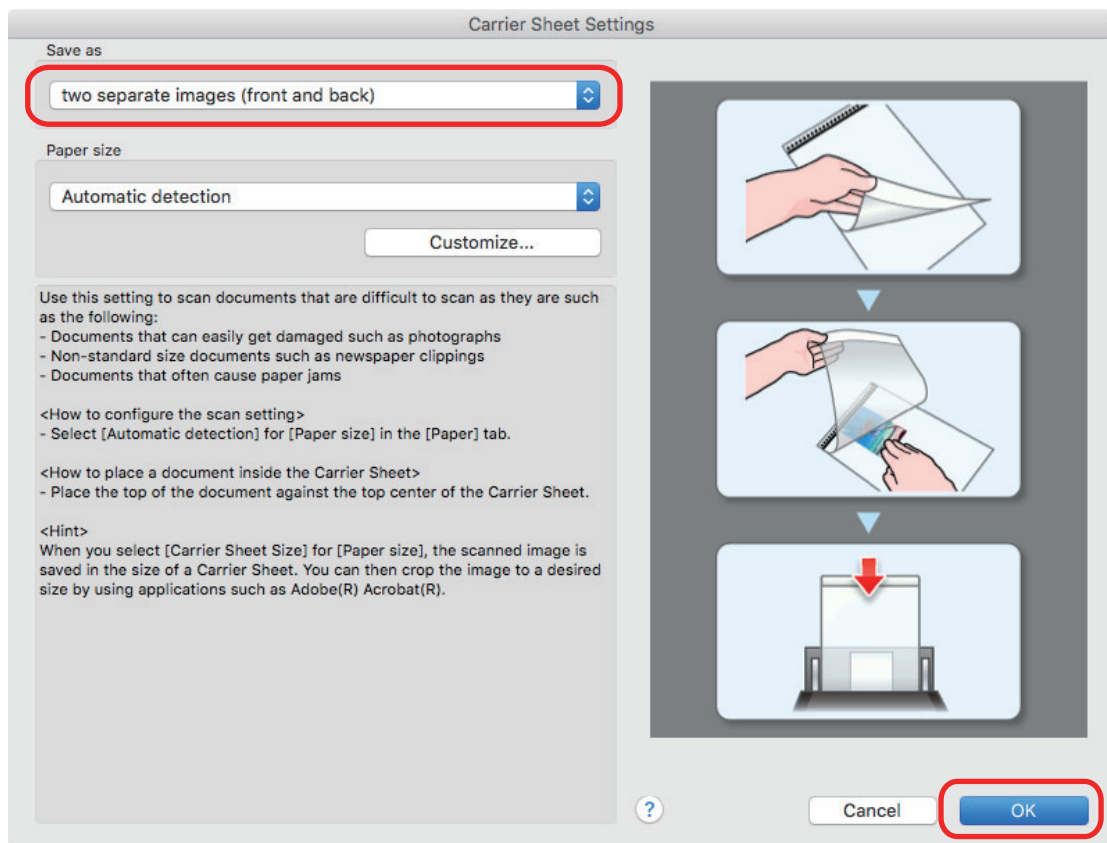 Carrier Sheet Settings
Save as
two separate images (front and back)
Paper size
Automatic detection
Customize...
Use this setting to scan documents that are difficult to scan as they are such
as the following:
- Documents that can easily get damaged such as photographs
- Non-standard size documents such as newspaper clippings
- Documents that often cause paper jams
<How to configure the scan setting>
- Select [Automatic detection] for [Paper size] in the [Paper] tab.
<How to place a document inside the Carrier Sheet>
- Place the top of the document against the top center of the Carrier Sheet.
<Hint>
When you select [Carrier Sheet Size] for [Paper size], the scanned image is
saved in the size of a Carrier Sheet. You can then crop the image to a desired
size by using applications such as Adobe(R) Acrobat(R).
?
Cancel
OK